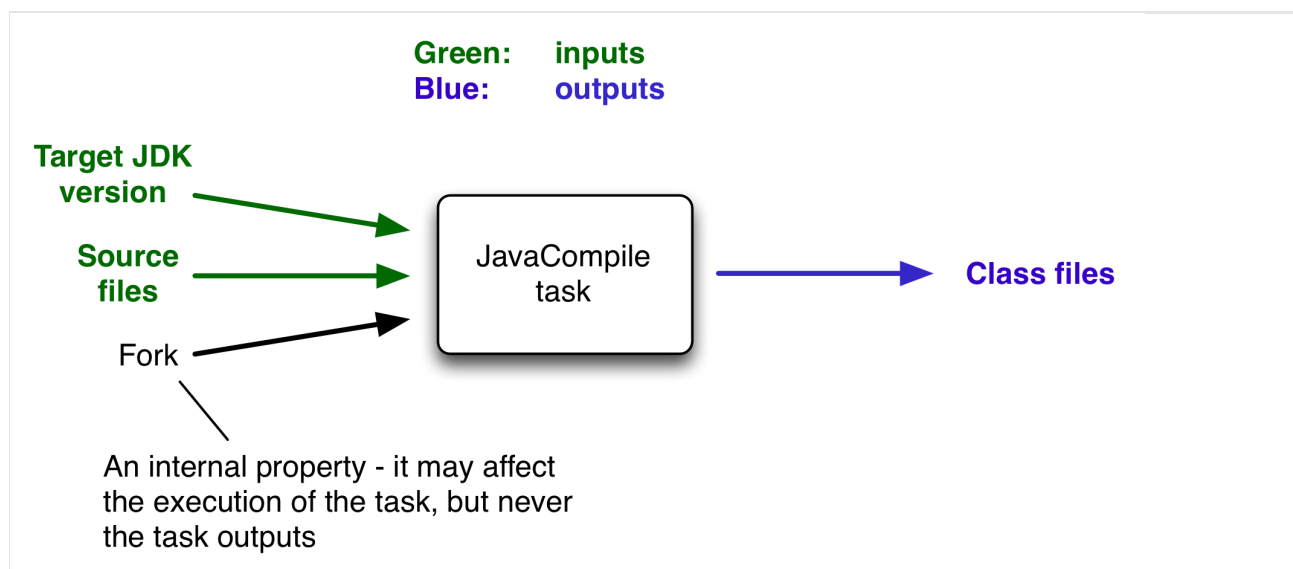 Green: inputs
Blue: outputs
Target JDK
version
Source
files
Fork
JavaCompile
task
Class files
An internal property - it may affect
the execution of the task, but never
the task outputs